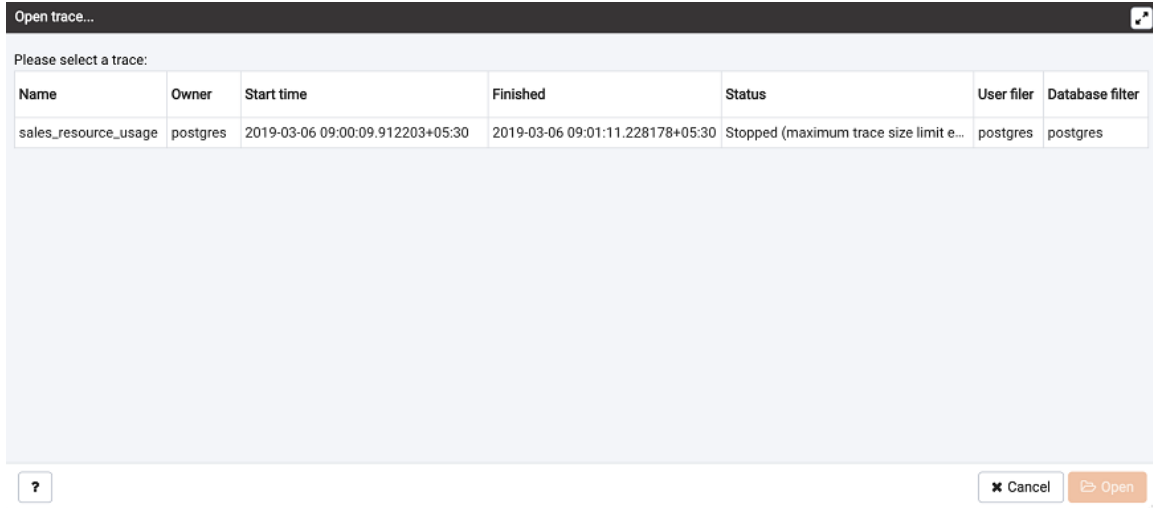 Open trace...
Please select a trace:
Name Owner Start time Finished Status User filer Database filter
sales_resource_usage postgres 2019-03-06 09:00:09.912203+05:30 2019-03-06 09:01:11.228178+05:30 Stopped (maximum trace size limit e... postgres postgres
? Cancel Open